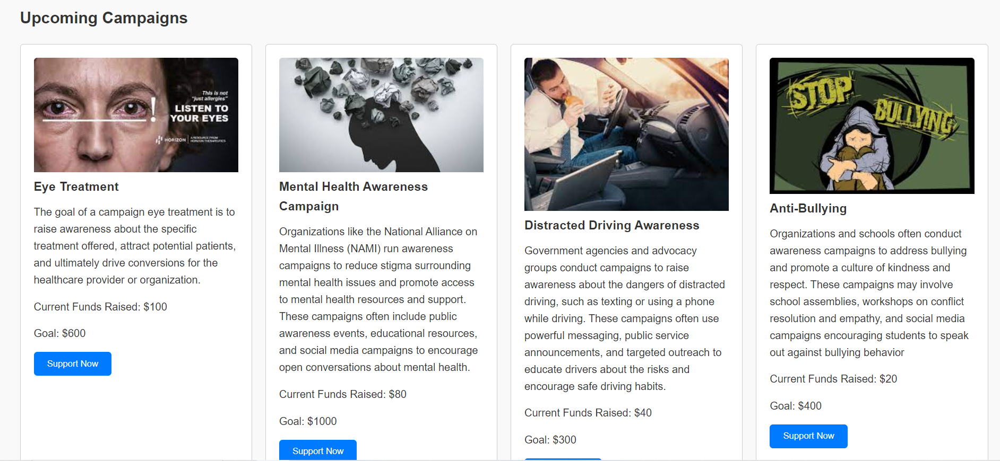 Upcoming Campaigns
This is not
"just allergies"
LISTEN TO
YOUR EYES
HORIZON
A RESOURCE FROM
HORIZON THERAPEUTICS
Eye Treatment
The goal of a campaign eye treatment is to
raise awareness about the specific
treatment offered, attract potential patients,
and ultimately drive conversions for the
healthcare provider or organization.
Current Funds Raised: $100
Goal: $600
Support Now
Mental Health Awareness
Campaign
Organizations like the National Alliance on
Mental Illness (NAMI) run awareness
campaigns to reduce stigma surrounding
mental health issues and promote access
to mental health resources and support.
These campaigns often include public
awareness events, educational resources,
and social media campaigns to encourage
open conversations about mental health.
Current Funds Raised: $80
Goal: $1000
Support Now
Distracted Driving Awareness
Government agencies and advocacy
groups conduct campaigns to raise
awareness about the dangers of distracted
driving, such as texting or using a phone
while driving. These campaigns often use
powerful messaging, public service
announcements, and targeted outreach to
educate drivers about the risks and
encourage safe driving habits.
Current Funds Raised: $40
Goal: $300
STOP
BULLYING
Anti-Bullying
Organizations and schools often conduct
awareness campaigns to address bullying
and promote a culture of kindness and
respect. These campaigns may involve
school assemblies, workshops on conflict
resolution and empathy, and social media
campaigns encouraging students to speak
out against bullying behavior
Current Funds Raised: $20
Goal: $400
Support Now